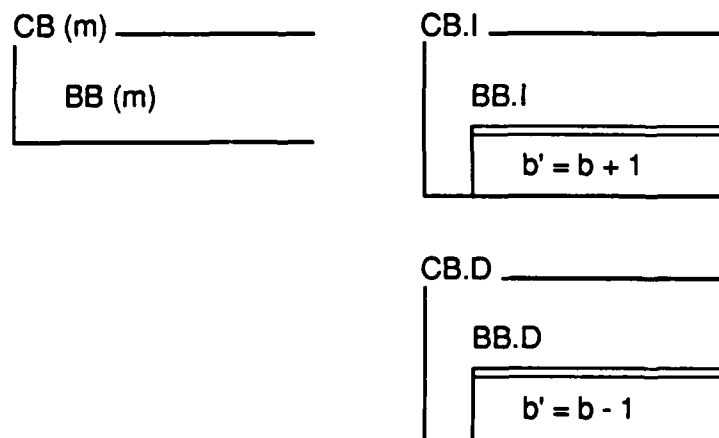 CB (m)
BB (m)
CB.I
BB.I
b' = b + 1
CB.D
BB.D
b' = b - 1